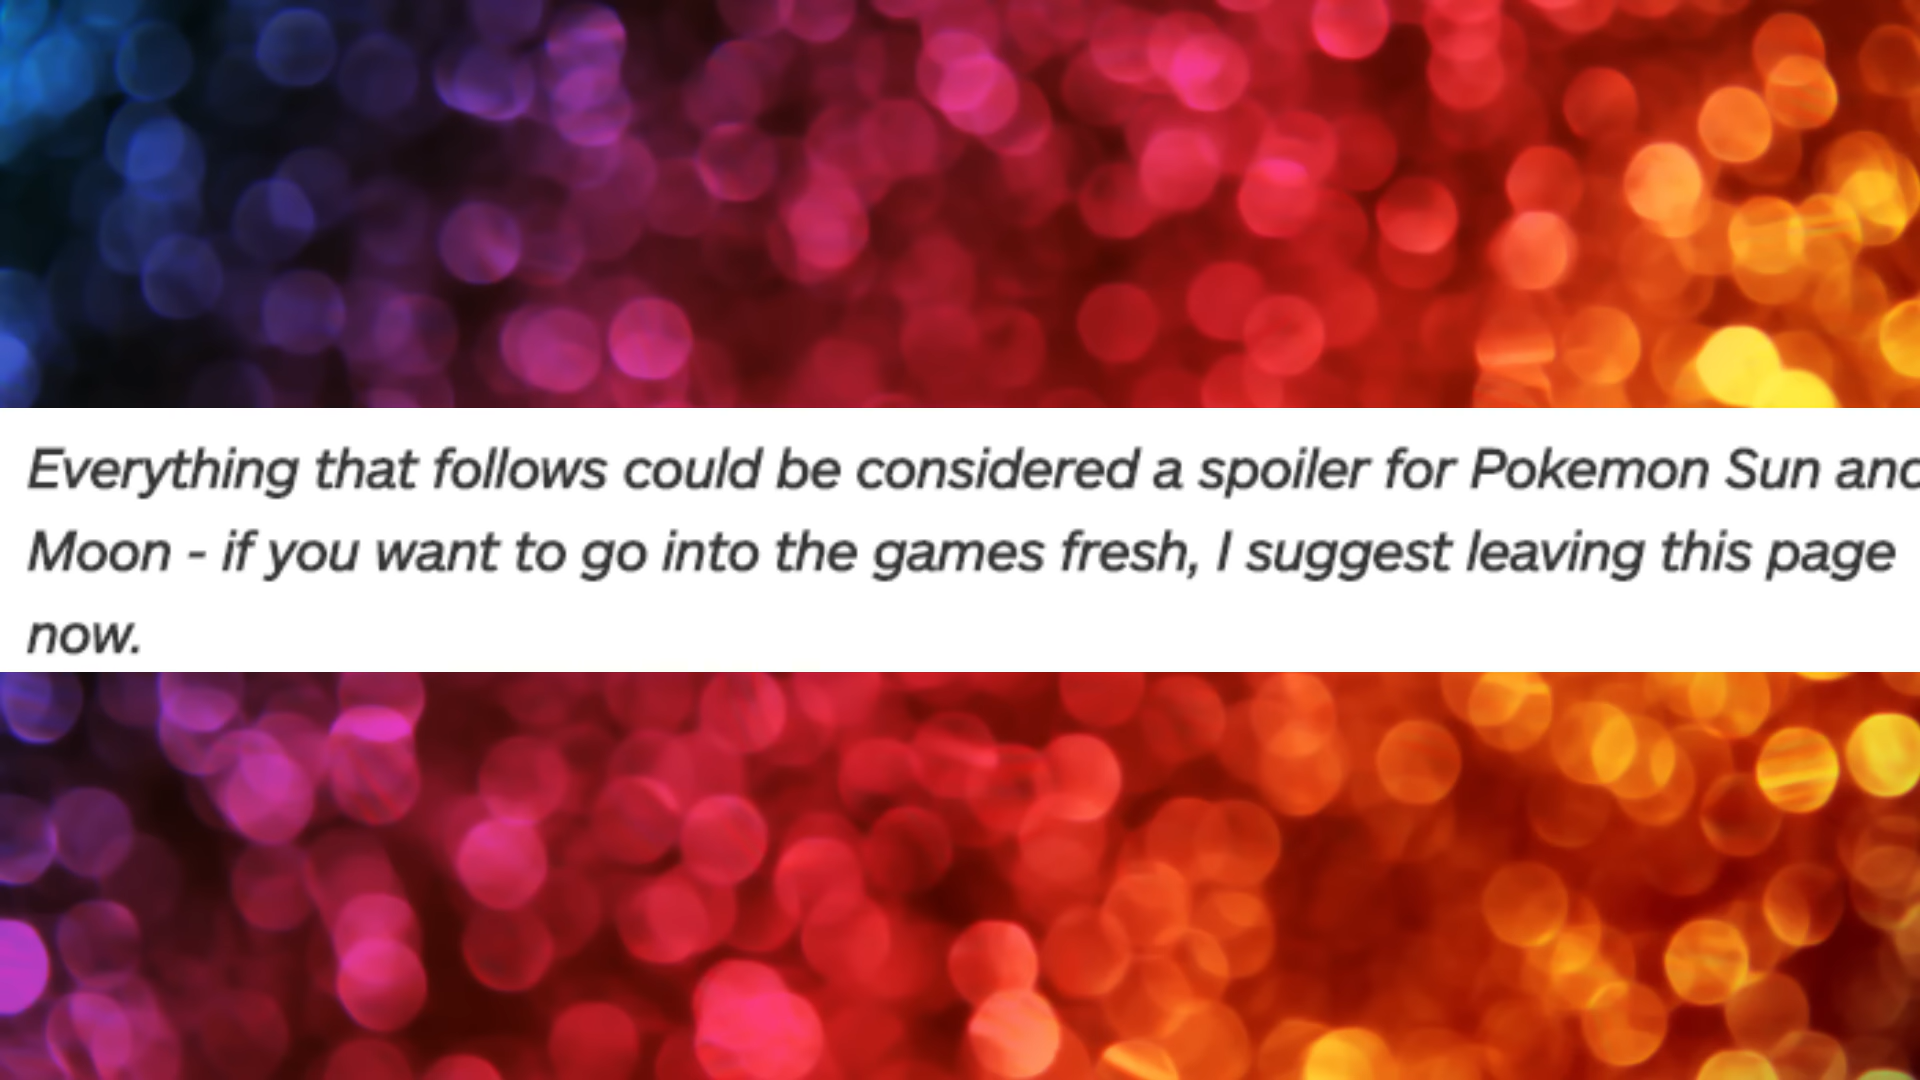 Everything that follows could be considered a spoiler for Pokemon Sun and
Moon - if you want to go into the games fresh, I suggest leaving this page
now.